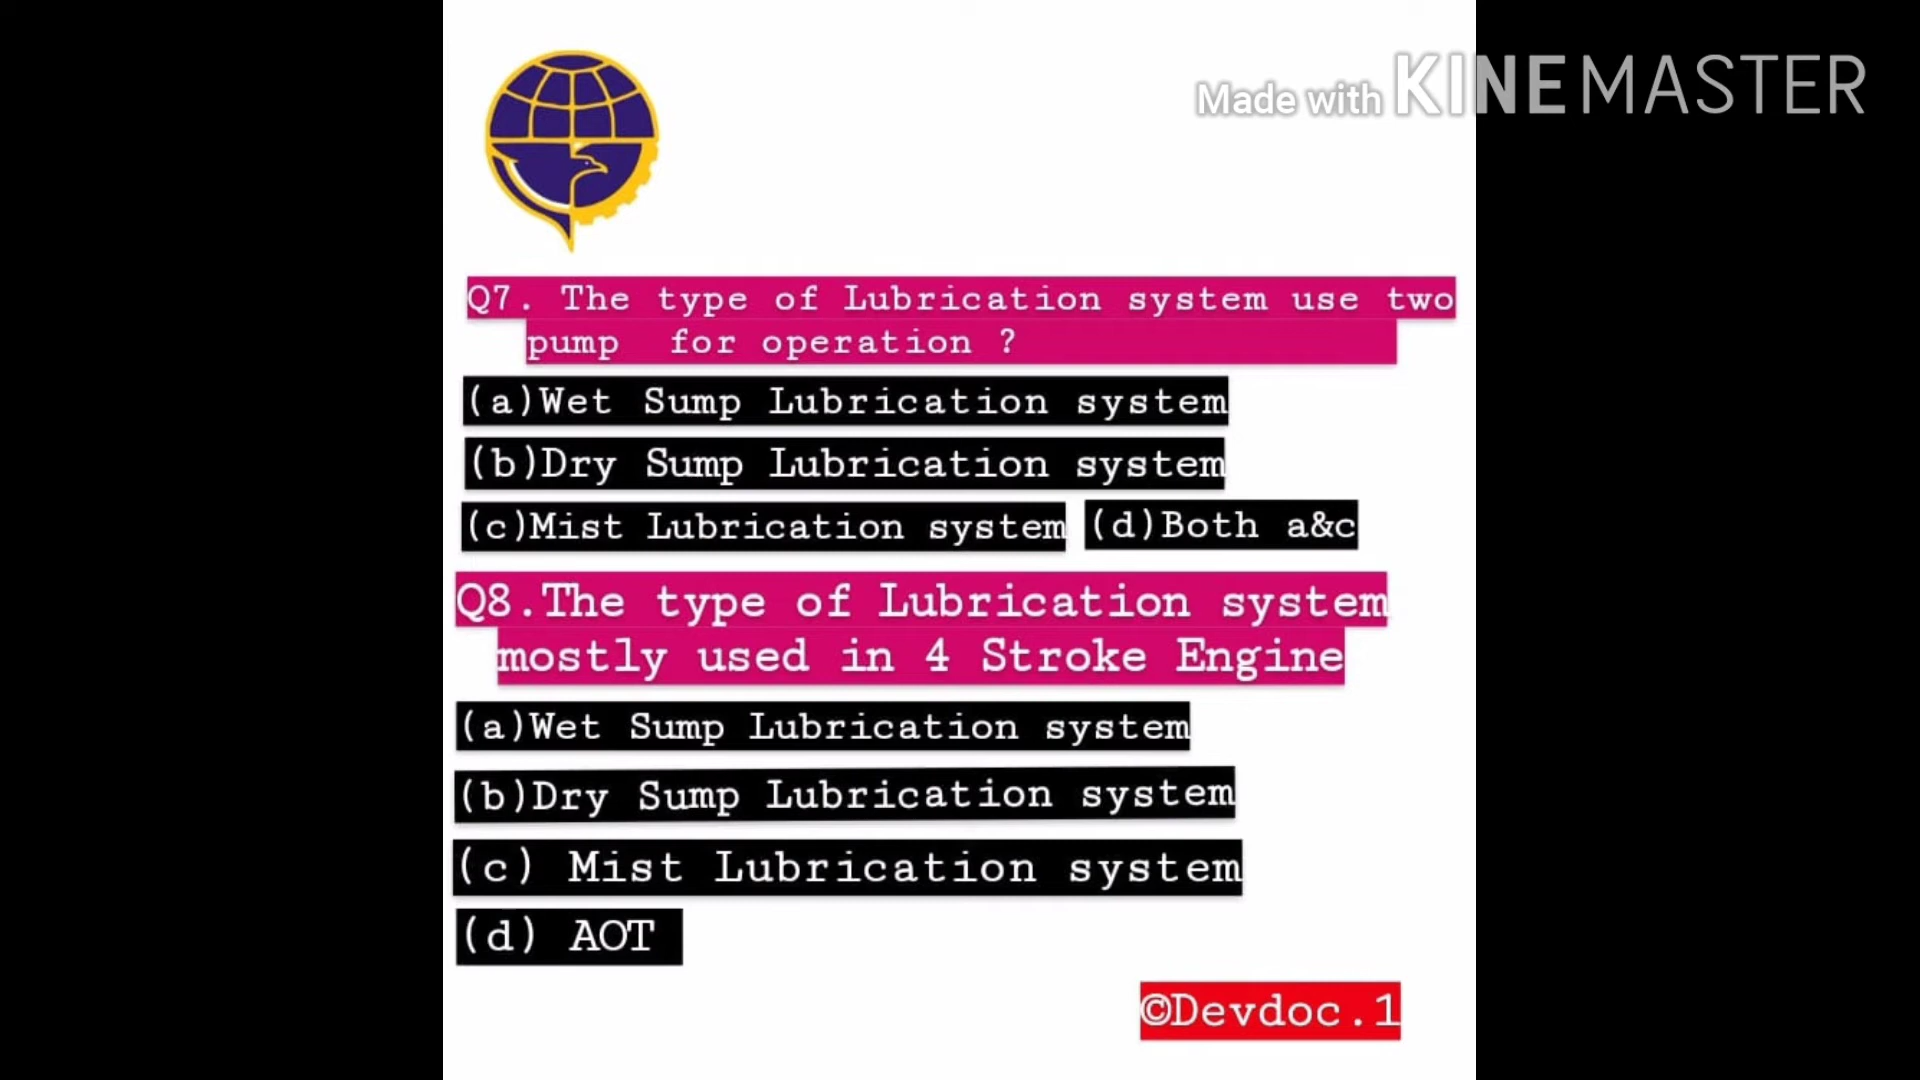 Made with KINEMASTER
Q7. The type of Lubrication system use two
pump for operation ?
(a)Wet Sump Lubrication system
(b)Dry Sump Lubrication system
(c)Mist Lubrication system (d)Both a&c
Q8.The type of Lubrication system
mostly used in 4 Stroke Engine
(a)Wet Sump Lubrication system
(b)Dry Sump Lubrication system
(c) Mist Lubrication system
(d) AOT
©Devdoc.1